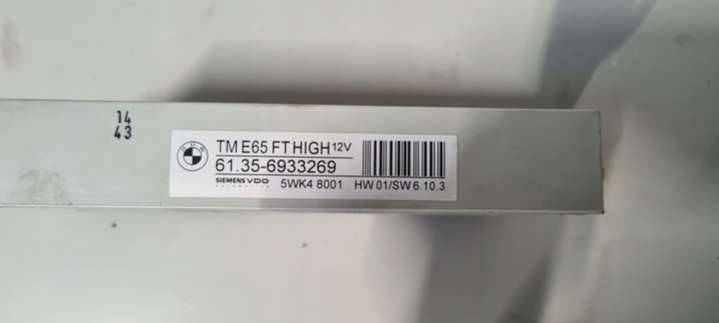 14
43
TM E65 FT HIGH 12V
61.35-6933269
SIEMENS VDO
Automotive
5WK4 8001 HW 01/SW 6.10.3